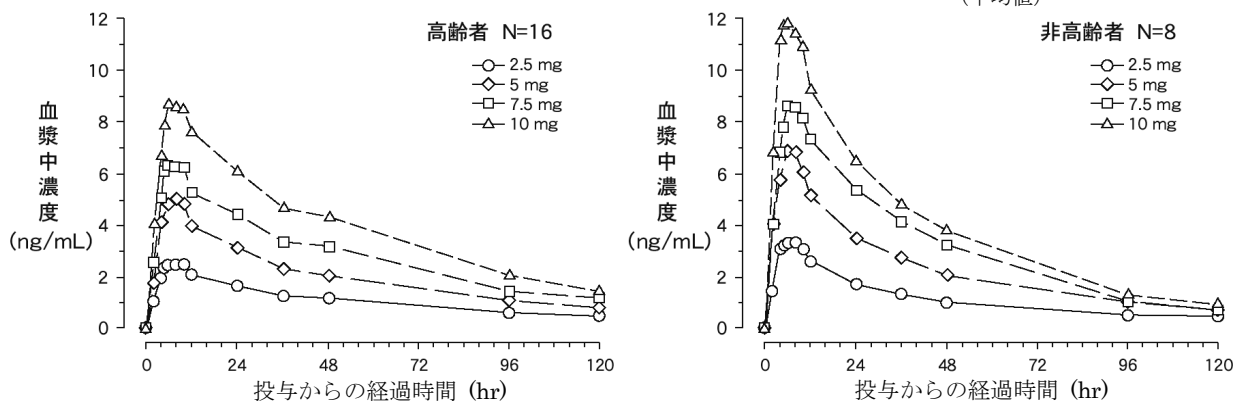 (平均値)
高齢者 N=16
2.5 mg
5 mg
7.5 mg
10 mg
血漿中濃度
(ng/mL)
12
10
8
6
4
2
0
0 24 48 72 96 120
投与からの経過時間 (hr)
非高齢者 N=8
2.5 mg
5 mg
7.5 mg
10 mg
血漿中濃度
(ng/mL)
12
10
8
6
4
2
0
0 24 48 72 96 120
投与からの経過時間 (hr)